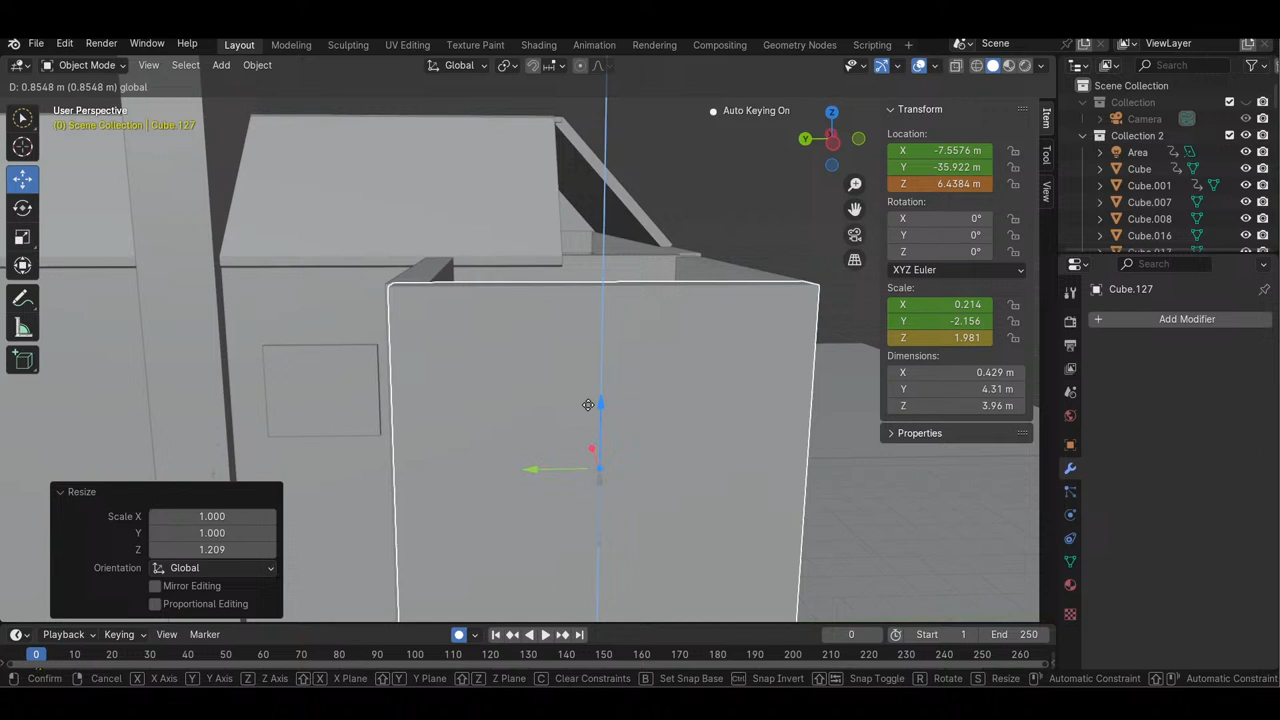 File Edit Render Window Help Layout Modeling Sculpting UV Editing Texture Paint Shading Animation Rendering Compositing Geometry Nodes Scripting + Scene ViewLayer
Object Mode View Select Add Object Global Search
D: 0.8548 m (0.8548 m) global
User Perspective
(0) Scene Collection | Cube.127
Auto Keying On
Z
Y
Transform
Location:
X -7.5576 m
Y -35.922 m
Z 6.4384 m
Rotation:
X 0°
Y 0°
Z 0°
XYZ Euler
Scale:
X 0.214
Y -2.156
Z 1.981
Dimensions:
X 0.429 m
Y 4.31 m
Z 3.96 m
Properties
Item
Tool
View
Scene Collection
Collection
Camera
Collection 2
Area
Cube
Cube.001
Cube.007
Cube.008
Cube.016
Search
Cube.127
+ Add Modifier
Resize
Scale X 1.000
Y 1.000
Z 1.209
Orientation Global
Mirror Editing
Proportional Editing
Playback Keying View Marker 0 Start 1 End 250
0 10 20 30 40 50 60 70 80 90 100 110 120 130 140 150 160 170 180 190 200 210 220 230 240 250 260
Confirm Cancel X X Axis Y Y Axis Z Z Axis X X Plane Y Y Plane Z Z Plane C Clear Constraints B Set Snap Base Ctrl Snap Invert Snap Toggle R Rotate S Resize Automatic Constraint Automatic Constraint